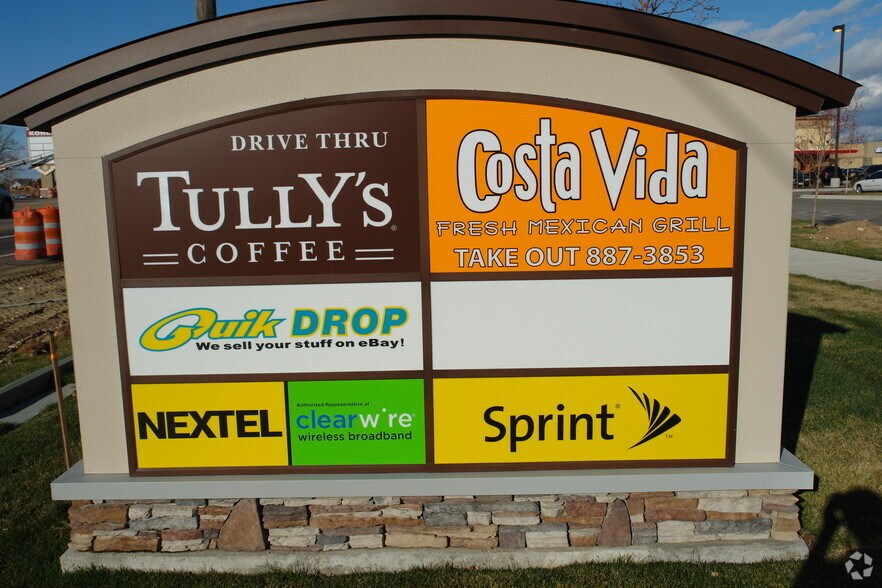 DRIVE THRU
TULLY'S®
COFFEE
Costa Vida
FRESH MEXICAN GRILL
TAKE OUT 887-3853
Quik DROP
We sell your stuff on eBay!
NEXTEL
Authorized Representative of
clearwire®
wireless broadband
Sprint®
TM